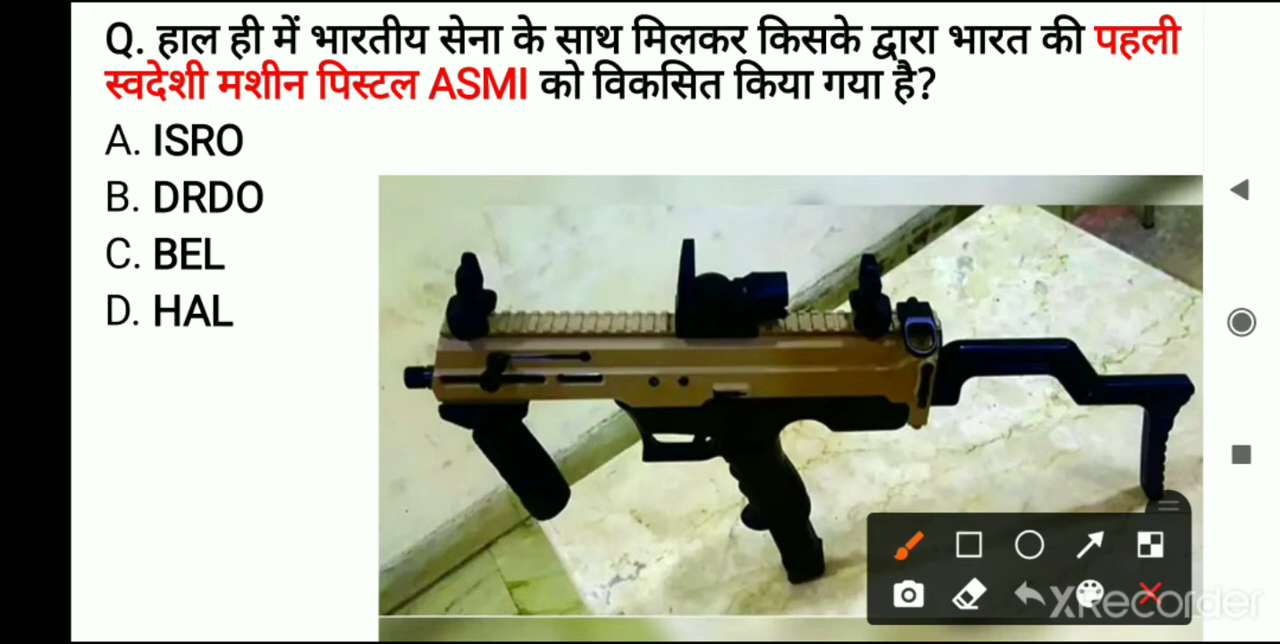 Q. हाल ही में भारतीय सेना के साथ मिलकर किसके द्वारा भारत की पहली
स्वदेशी मशीन पिस्टल ASMI को विकसित किया गया है?
A. ISRO
B. DRDO
C. BEL
D. HAL
XRecorder